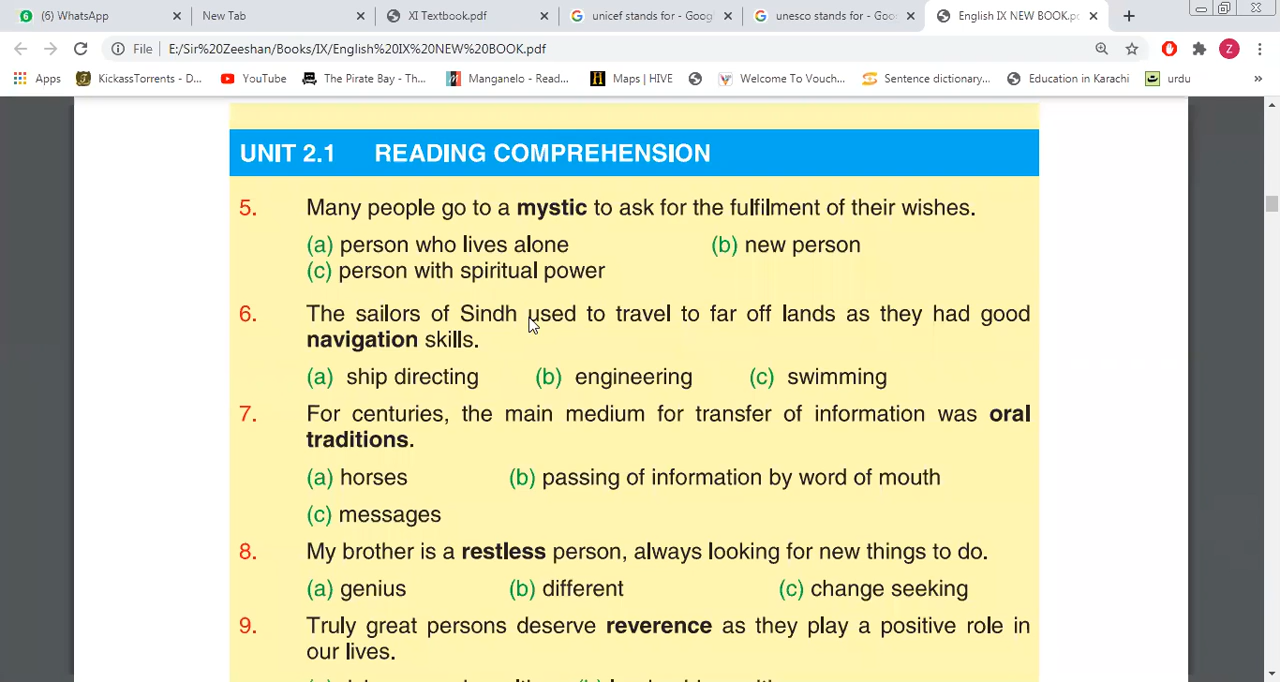 (6) WhatsApp
New Tab
XI Textbook.pdf
unicef stands for - Goog
unesco stands for - Goo
English IX NEW BOOK.p
File
E:/Sir%20Zeeshan/Books/IX/English%20IX%20NEW%20BOOK.pdf
Z
Apps
KickassTorrents - D...
YouTube
The Pirate Bay - Th...
Manganelo - Read...
Maps | HIVE
Welcome To Vouch...
Sentence dictionary...
Education in Karachi
urdu
»
UNIT 2.1 READING COMPREHENSION
5. Many people go to a mystic to ask for the fulfilment of their wishes.
(a) person who lives alone (b) new person
(c) person with spiritual power
6. The sailors of Sindh used to travel to far off lands as they had good
navigation skills.
(a) ship directing (b) engineering (c) swimming
7. For centuries, the main medium for transfer of information was oral
traditions.
(a) horses (b) passing of information by word of mouth
(c) messages
8. My brother is a restless person, always looking for new things to do.
(a) genius (b) different (c) change seeking
9. Truly great persons deserve reverence as they play a positive role in
our lives.